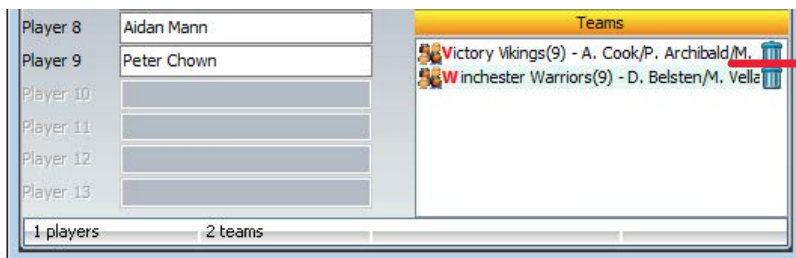 Player 8 Aidan Mann
Player 9 Peter Chown
Player 10
Player 11
Player 12
Player 13
Teams
Victory Vikings(9) - A. Cook/P. Archibald/M.
Winchester Warriors(9) - D. Belsten/M. Vella
1 players 2 teams